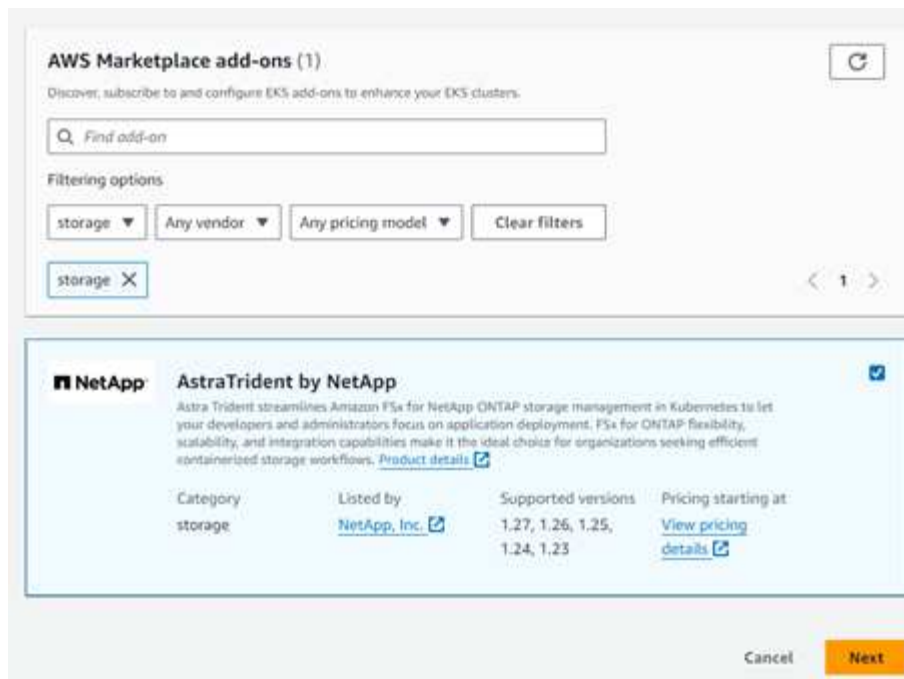 AWS Marketplace add-ons (1)
Discover, subscribe to and configure EKS add-ons to enhance your EKS clusters.
Find add-on
Filtering options
storage
Any vendor
Any pricing model
Clear filters
storage
1
NetApp
AstraTrident by NetApp
Astra Trident streamlines Amazon FSx for NetApp ONTAP storage management in Kubernetes to let
your developers and administrators focus on application deployment. FSx for ONTAP flexibility,
scalability, and integration capabilities make it the ideal choice for organizations seeking efficient
containerized storage workflows. Product details
Category
storage
Listed by
NetApp, Inc.
Supported versions
1.27, 1.26, 1.25,
1.24, 1.23
Pricing starting at
View pricing
details
Cancel
Next